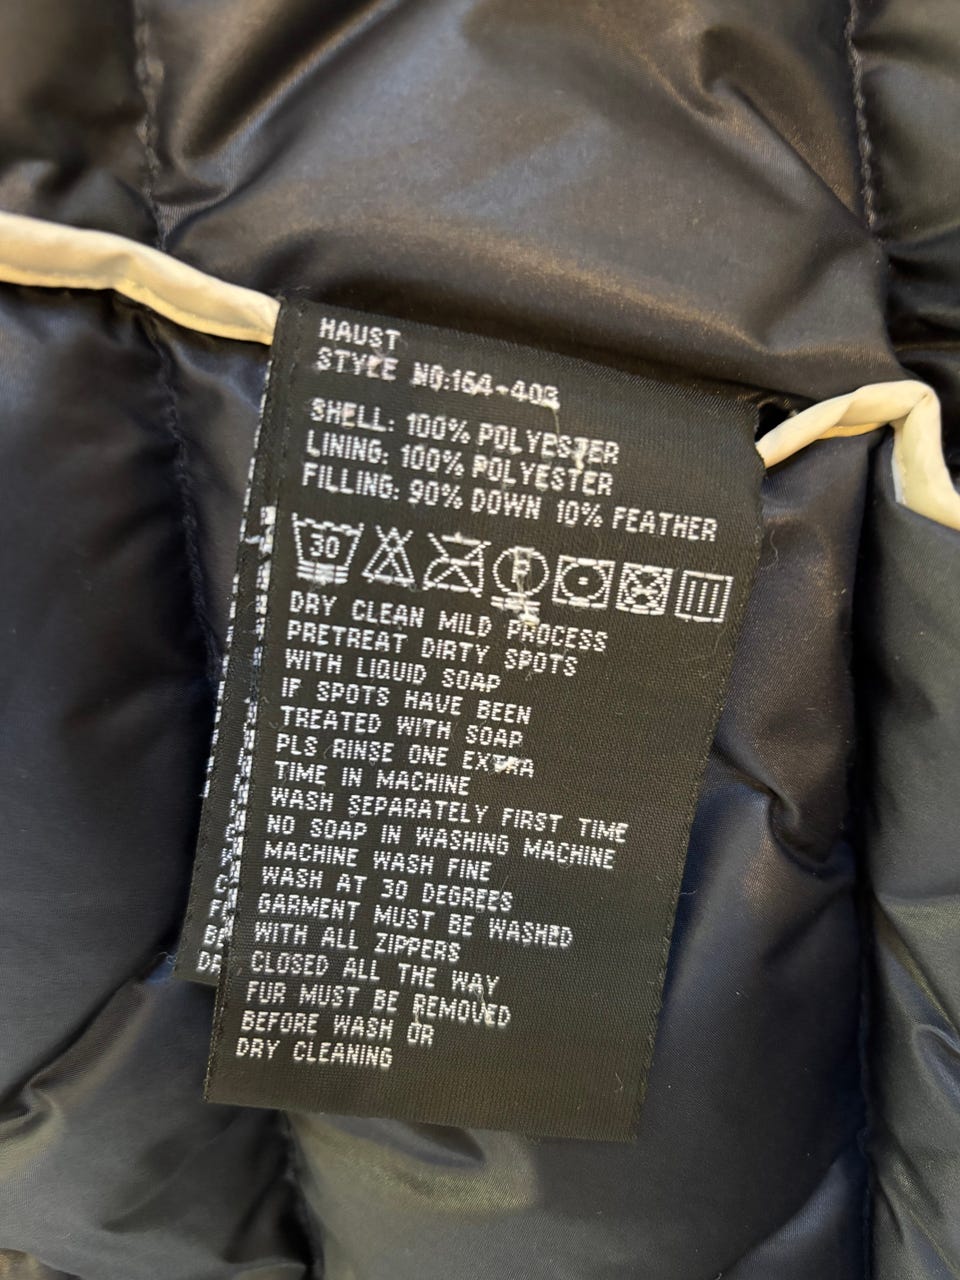 HAUST
STYLE NO:164-403
SHELL: 100% POLYESTER
LINING: 100% POLYESTER
FILLING: 90% DOWN 10% FEATHER
30 P
DRY CLEAN MILD PROCESS
PRETREAT DIRTY SPOTS
WITH LIQUID SOAP
IF SPOTS HAVE BEEN
TREATED WITH SOAP
PLS RINSE ONE EXTRA
TIME IN MACHINE
WASH SEPARATELY FIRST TIME
NO SOAP IN WASHING MACHINE
MACHINE WASH FINE
WASH AT 30 DEGREES
GARMENT MUST BE WASHED
WITH ALL ZIPPERS
CLOSED ALL THE WAY
FUR MUST BE REMOVED
BEFORE WASH OR
DRY CLEANING